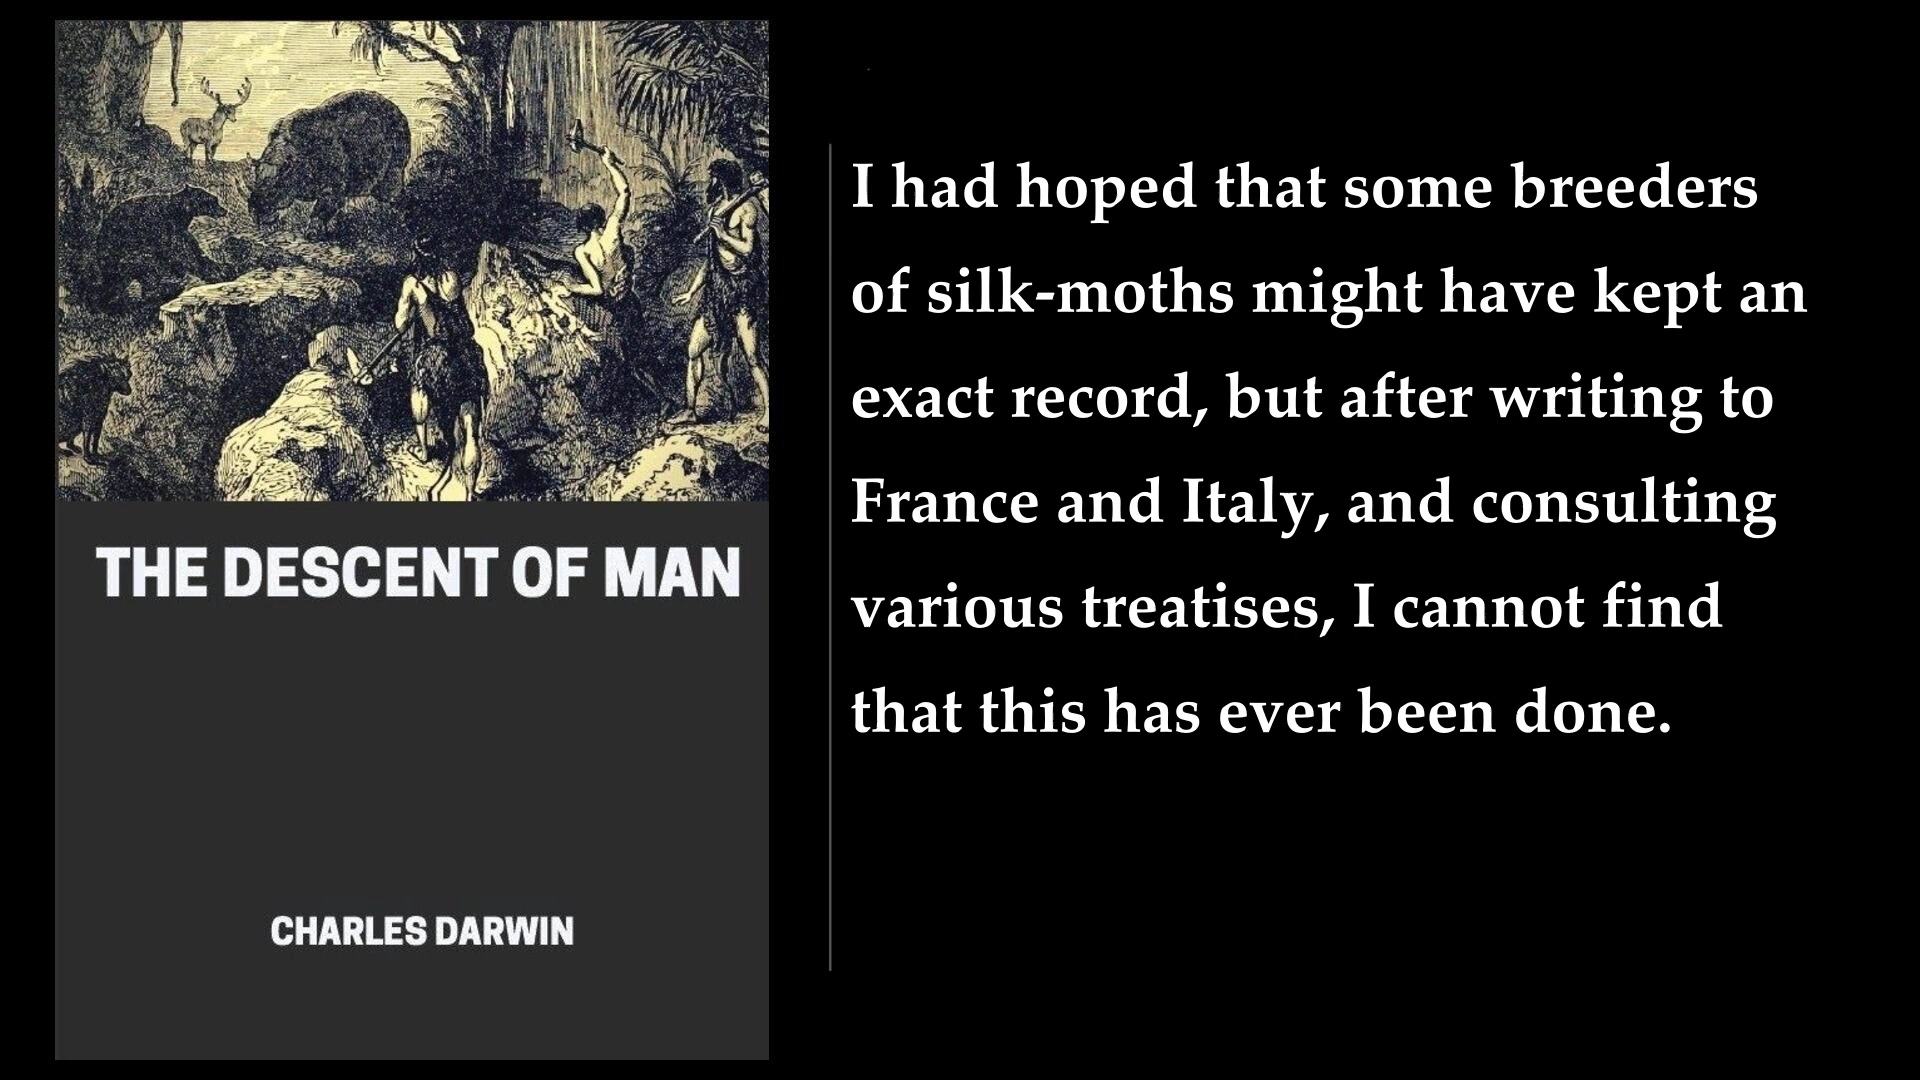 THE DESCENT OF MAN
CHARLES DARWIN
I had hoped that some breeders
of silk-moths might have kept an
exact record, but after writing to
France and Italy, and consulting
various treatises, I cannot find
that this has ever been done.